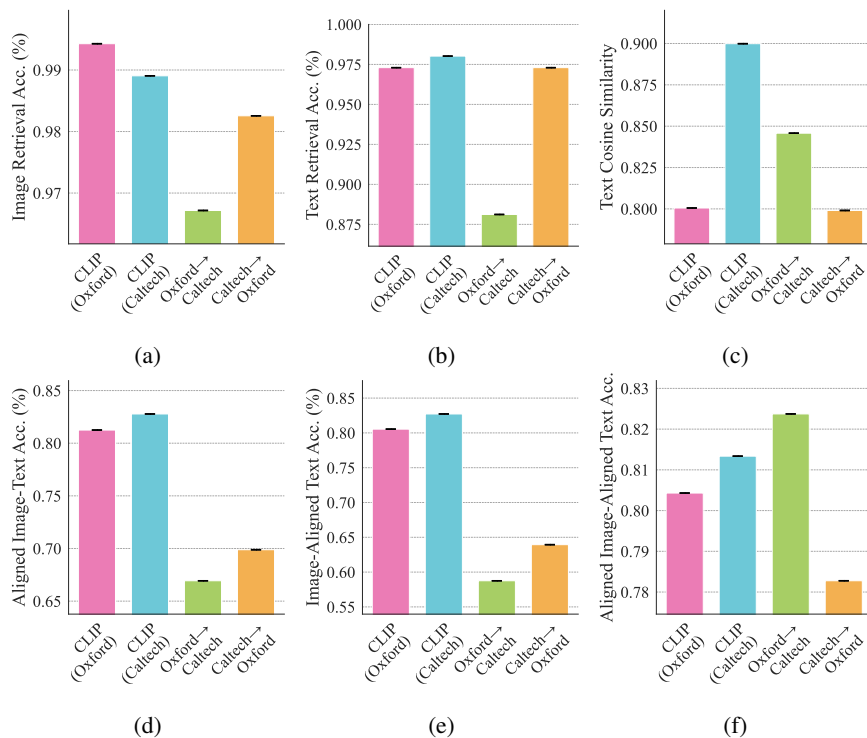 Image Retrieval Acc. (%)
0.99
0.98
0.97
CLIP
(Oxford)
CLIP
(Caltech)
Oxford→
Caltech
Caltech→
Oxford
(a)
Text Retrieval Acc. (%)
1.000
0.975
0.950
0.925
0.900
0.875
CLIP
(Oxford)
CLIP
(Caltech)
Oxford→
Caltech
Caltech→
Oxford
(b)
Text Cosine Similarity
0.900
0.875
0.850
0.825
0.800
CLIP
(Oxford)
CLIP
(Caltech)
Oxford→
Caltech
Caltech→
Oxford
(c)
Aligned Image-Text Acc. (%)
0.85
0.80
0.75
0.70
0.65
CLIP
(Oxford)
CLIP
(Caltech)
Oxford→
Caltech
Caltech→
Oxford
(d)
Image-Aligned Text Acc. (%)
0.85
0.80
0.75
0.70
0.65
0.60
0.55
CLIP
(Oxford)
CLIP
(Caltech)
Oxford→
Caltech
Caltech→
Oxford
(e)
Aligned Image-Aligned Text Acc.
0.83
0.82
0.81
0.80
0.79
0.78
CLIP
(Oxford)
CLIP
(Caltech)
Oxford→
Caltech
Caltech→
Oxford
(f)